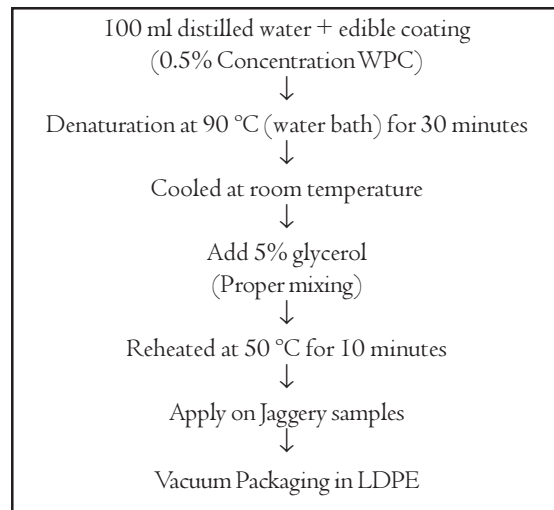 100 ml distilled water + edible coating
(0.5% Concentration WPC)
↓
Denaturation at 90 °C (water bath) for 30 minutes
↓
Cooled at room temperature
↓
Add 5% glycerol
(Proper mixing)
↓
Reheated at 50 °C for 10 minutes
↓
Apply on Jaggery samples
↓
Vacuum Packaging in LDPE